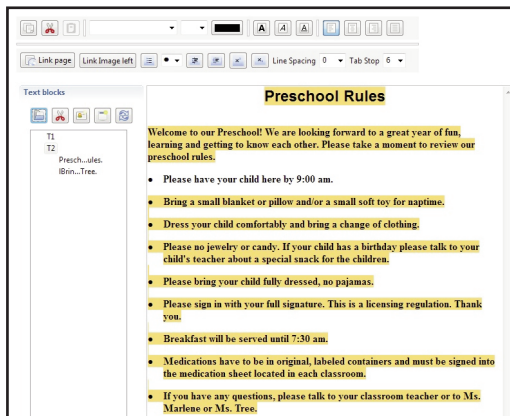 Link page Link Image left Line Spacing 0 Tab Stop 6
Text blocks
T1
T2
Presch...ules.
IBrin...Tree.
Preschool Rules
Welcome to our Preschool! We are looking forward to a great year of fun,
learning and getting to know each other. Please take a moment to review our
preschool rules.
• Please have your child here by 9:00 am.
• Bring a small blanket or pillow and/or a small soft toy for naptime.
• Dress your child comfortably and bring a change of clothing.
• Please no jewelry or candy. If your child has a birthday please talk to your
child's teacher about a special snack for the children.
• Please bring your child fully dressed, no pajamas.
• Please sign in with your full signature. This is a licensing regulation. Thank
you.
• Breakfast will be served until 7:30 am.
• Medications have to be in original, labeled containers and must be signed into
the medication sheet located in each classroom.
• If you have any questions, please talk to your classroom teacher or to Ms.
Marlene or Ms. Tree.